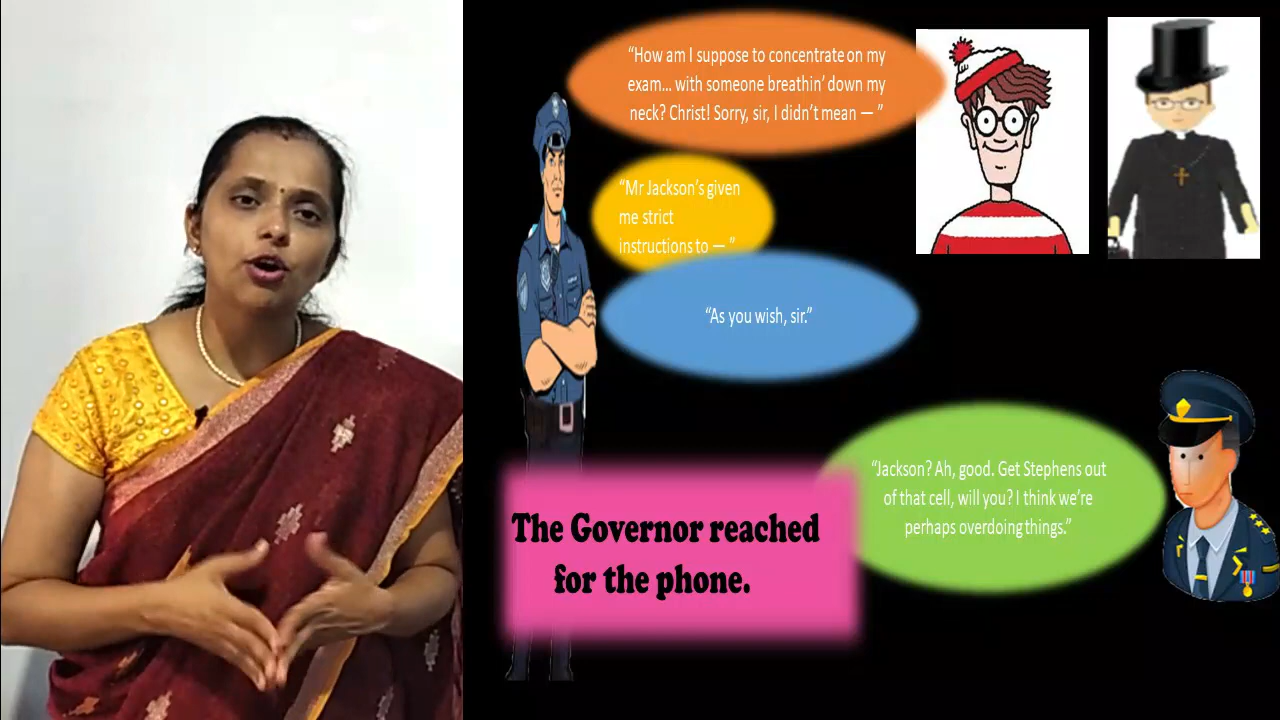 “How am I suppose to concentrate on my
exam... with someone breathin’ down my
neck? Christ! Sorry, sir, I didn’t mean — ”
“Mr Jackson’s given
me strict
instructions to — ”
“As you wish, sir.”
“Jackson? Ah, good. Get Stephens out
of that cell, will you? I think we’re
perhaps overdoing things.”
The Governor reached
for the phone.